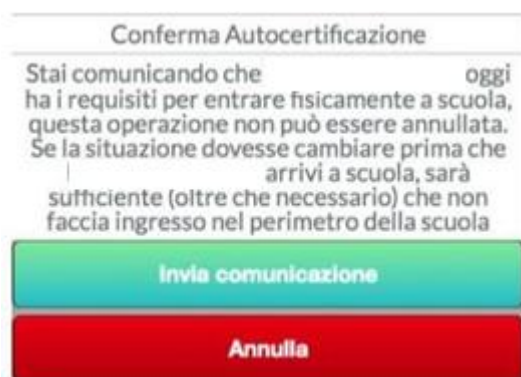 Conferma Autocertificazione
Stai comunicando che oggi
ha i requisiti per entrare fisicamente a scuola,
questa operazione non può essere annullata.
Se la situazione dovesse cambiare prima che
arrivi a scuola, sarà
sufficiente (oltre che necessario) che non
faccia ingresso nel perimetro della scuola
Invia comunicazione
Annulla